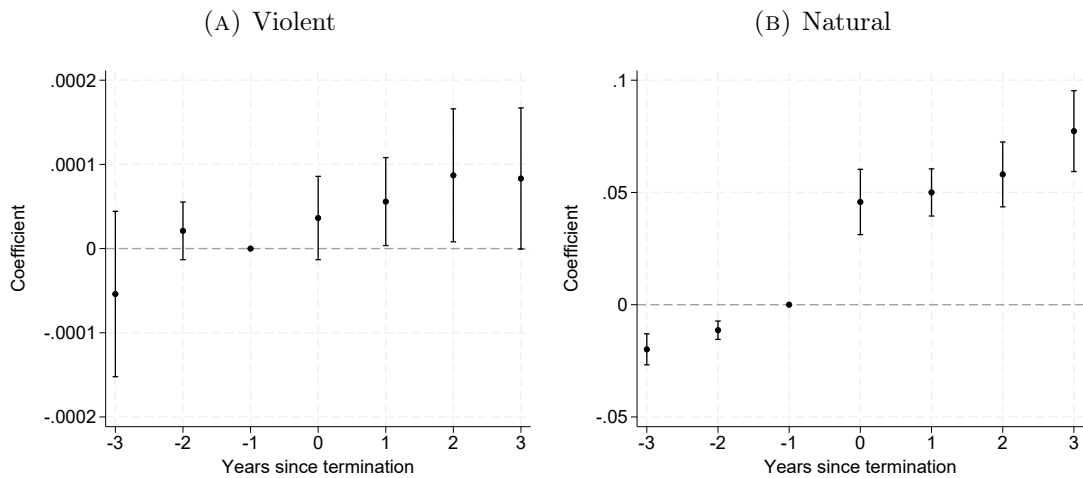 (A) Violent
.0002
.0001
0
-.0001
-.0002
Coefficient
-3 -2 -1 0 1 2 3
Years since termination
(B) Natural
.1
.05
0
-.05
Coefficient
-3 -2 -1 0 1 2 3
Years since termination